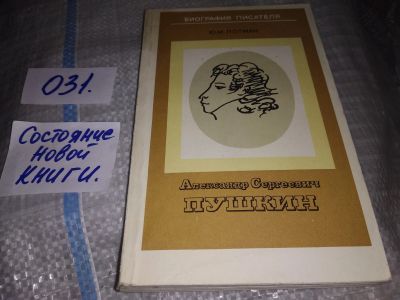 031.
Состояние
новой
книги.
БИОГРАФИЯ ПИСАТЕЛЯ
Ю.М. ЛОТМАН
Александр Сергеевич
ПУШКИН